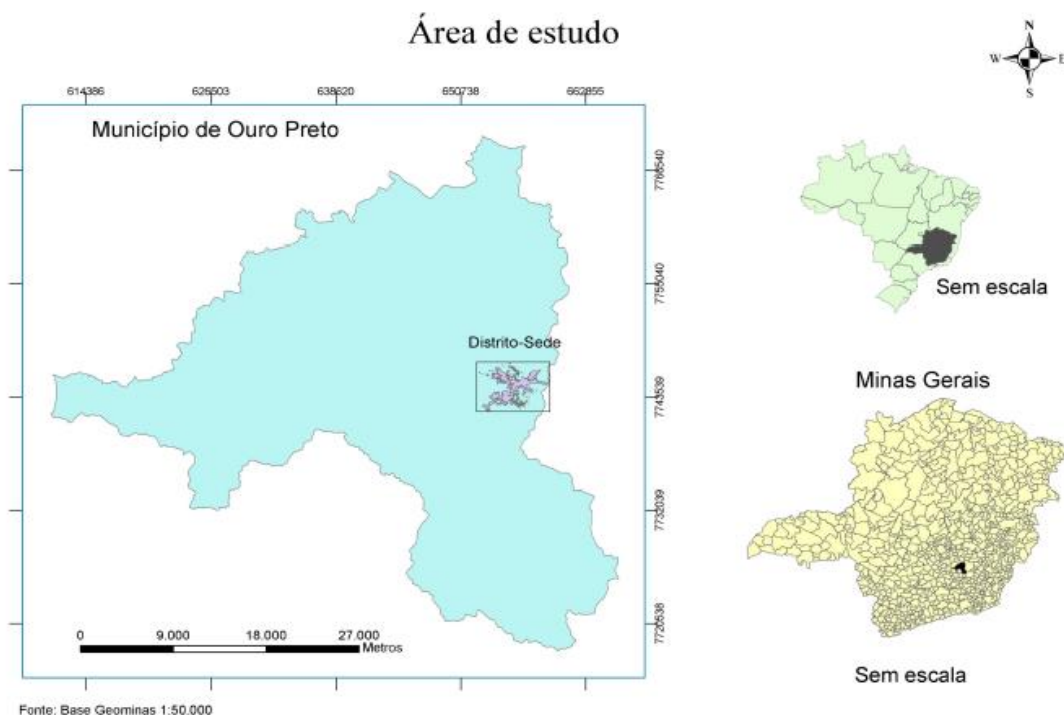 Área de estudo
N
W E
S
614386 626503 638620 650738 662855
Município de Ouro Preto
7766540
7755040
Distrito-Sede
7743539
7732039
7720538
0 9.000 18.000 27.000
Metros
Fonte: Base Geominas 1:50.000
Sem escala
Minas Gerais
Sem escala